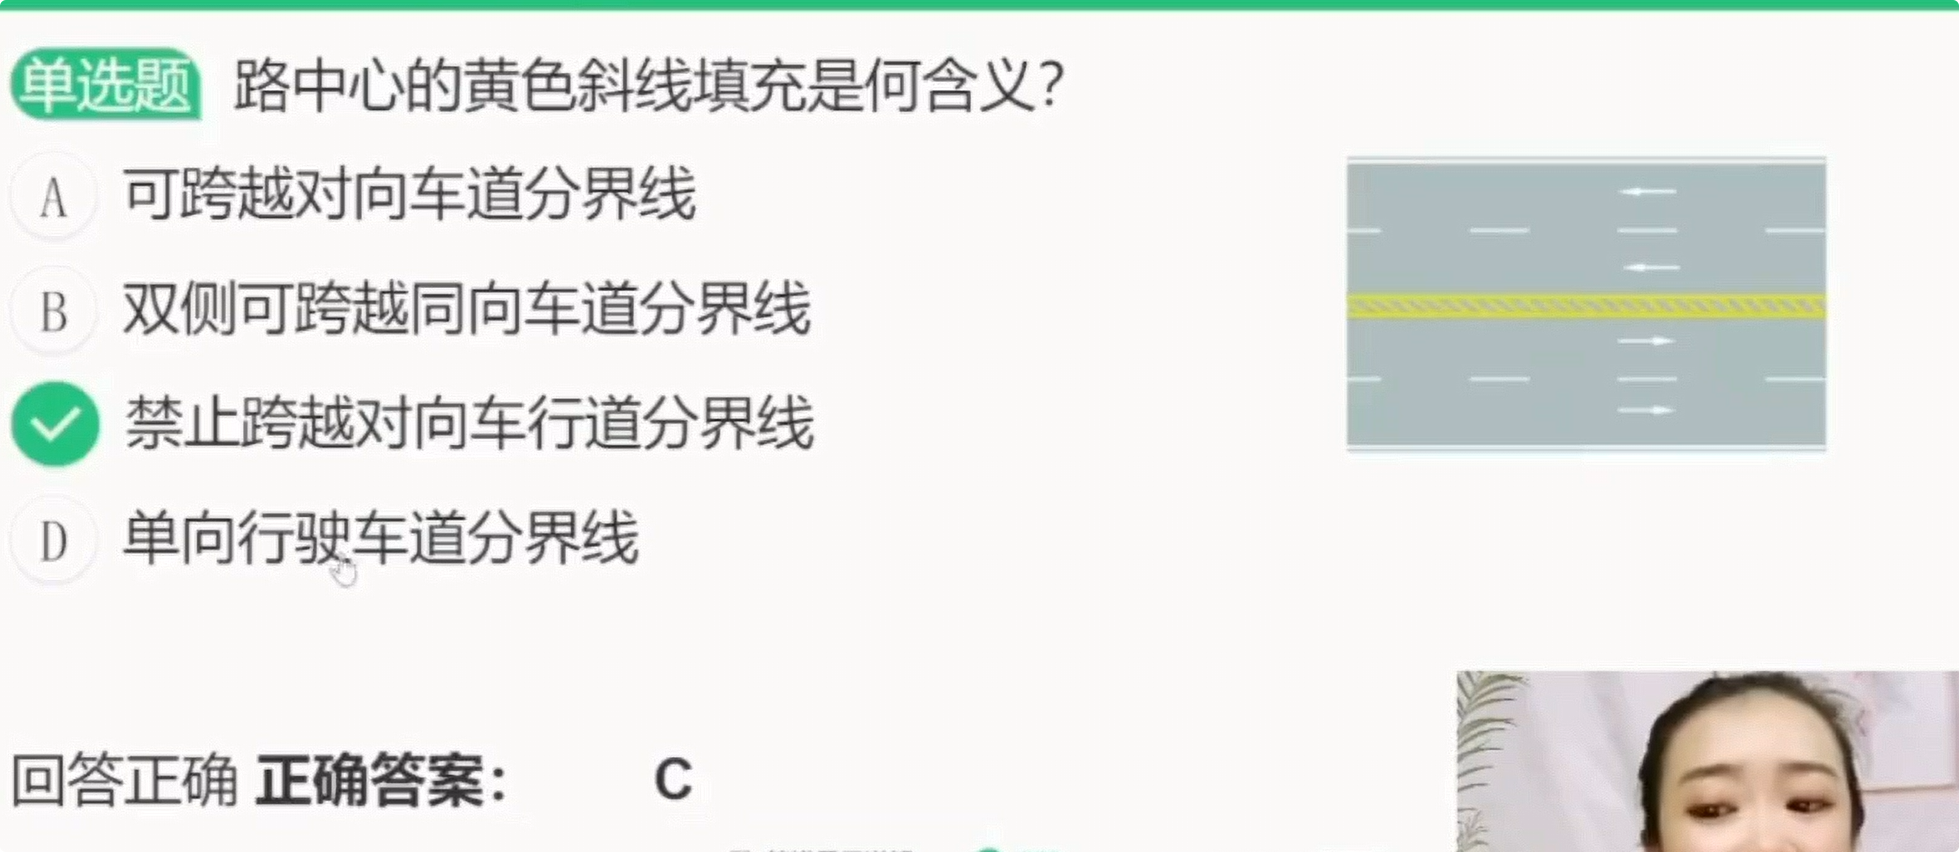 单选题 路中心的黄色斜线填充是何含义？
A 可跨越对向车道分界线
B 双侧可跨越同向车道分界线
禁止跨越对向车行道分界线
D 单向行驶车道分界线
回答正确 正确答案： C